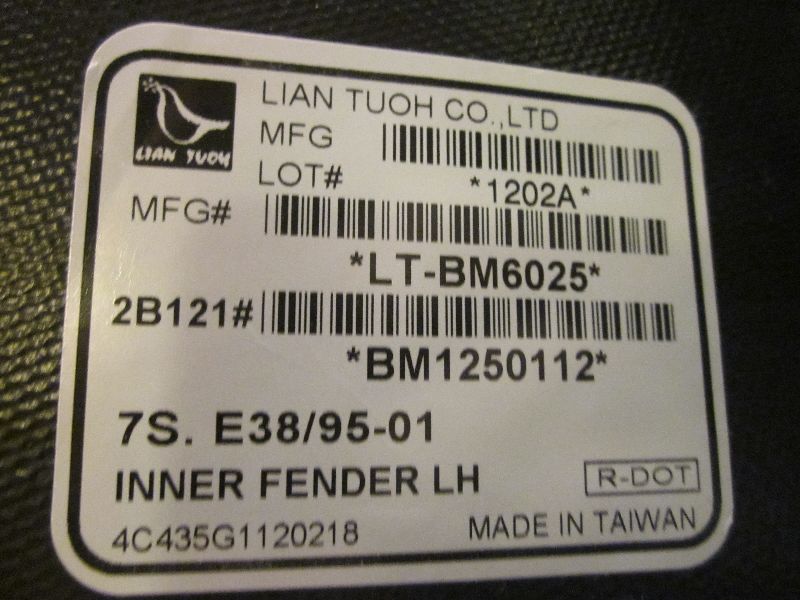 LIAN TUOH
LIAN TUOH CO.,LTD
MFG
LOT#
*1202A*
MFG#
*LT-BM6025*
2B121#
*BM1250112*
7S. E38/95-01
INNER FENDER LH
R-DOT
4C435G1120218
MADE IN TAIWAN